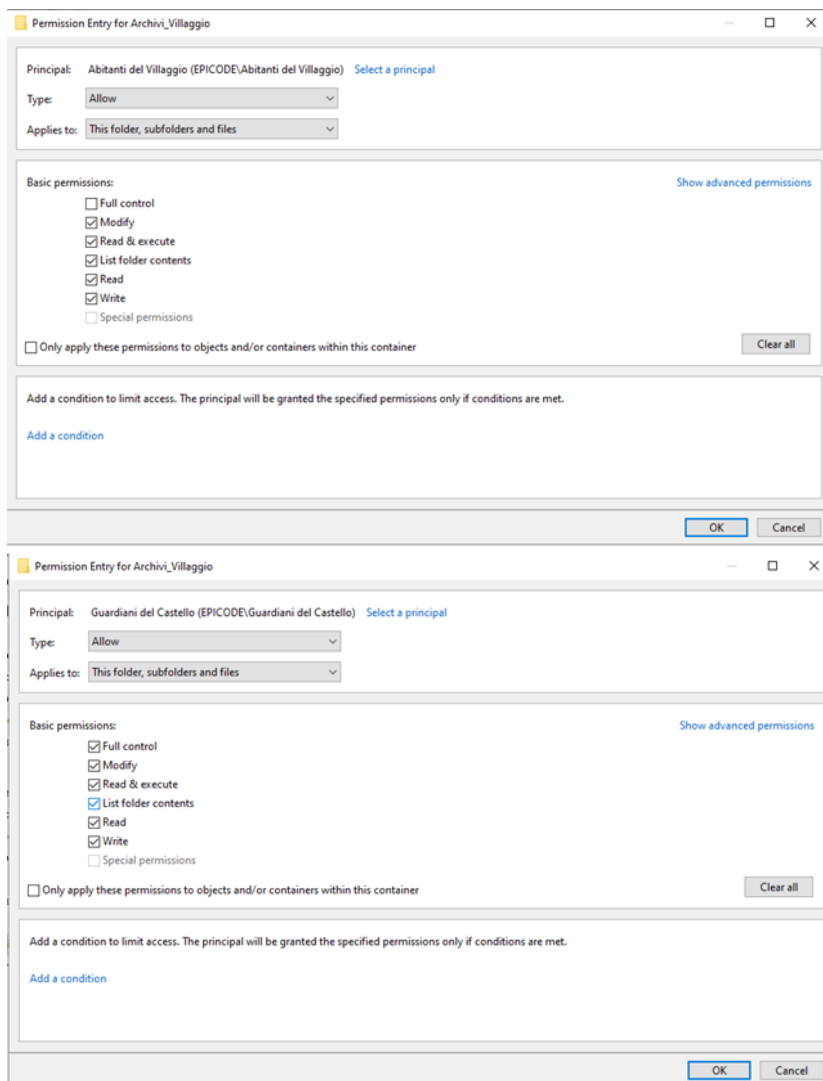 Permission Entry for Archivi_Villaggio
Principal: Abitanti del Villaggio (EPICODE\Abitanti del Villaggio) Select a principal
Type: Allow
Applies to: This folder, subfolders and files
Basic permissions: Show advanced permissions
Full control
Modify
Read & execute
List folder contents
Read
Write
Special permissions
Only apply these permissions to objects and/or containers within this container Clear all
Add a condition to limit access. The principal will be granted the specified permissions only if conditions are met.
Add a condition
OK Cancel
Permission Entry for Archivi_Villaggio
Principal: Guardiani del Castello (EPICODE\Guardiani del Castello) Select a principal
Type: Allow
Applies to: This folder, subfolders and files
Basic permissions: Show advanced permissions
Full control
Modify
Read & execute
List folder contents
Read
Write
Special permissions
Only apply these permissions to objects and/or containers within this container Clear all
Add a condition to limit access. The principal will be granted the specified permissions only if conditions are met.
Add a condition
OK Cancel